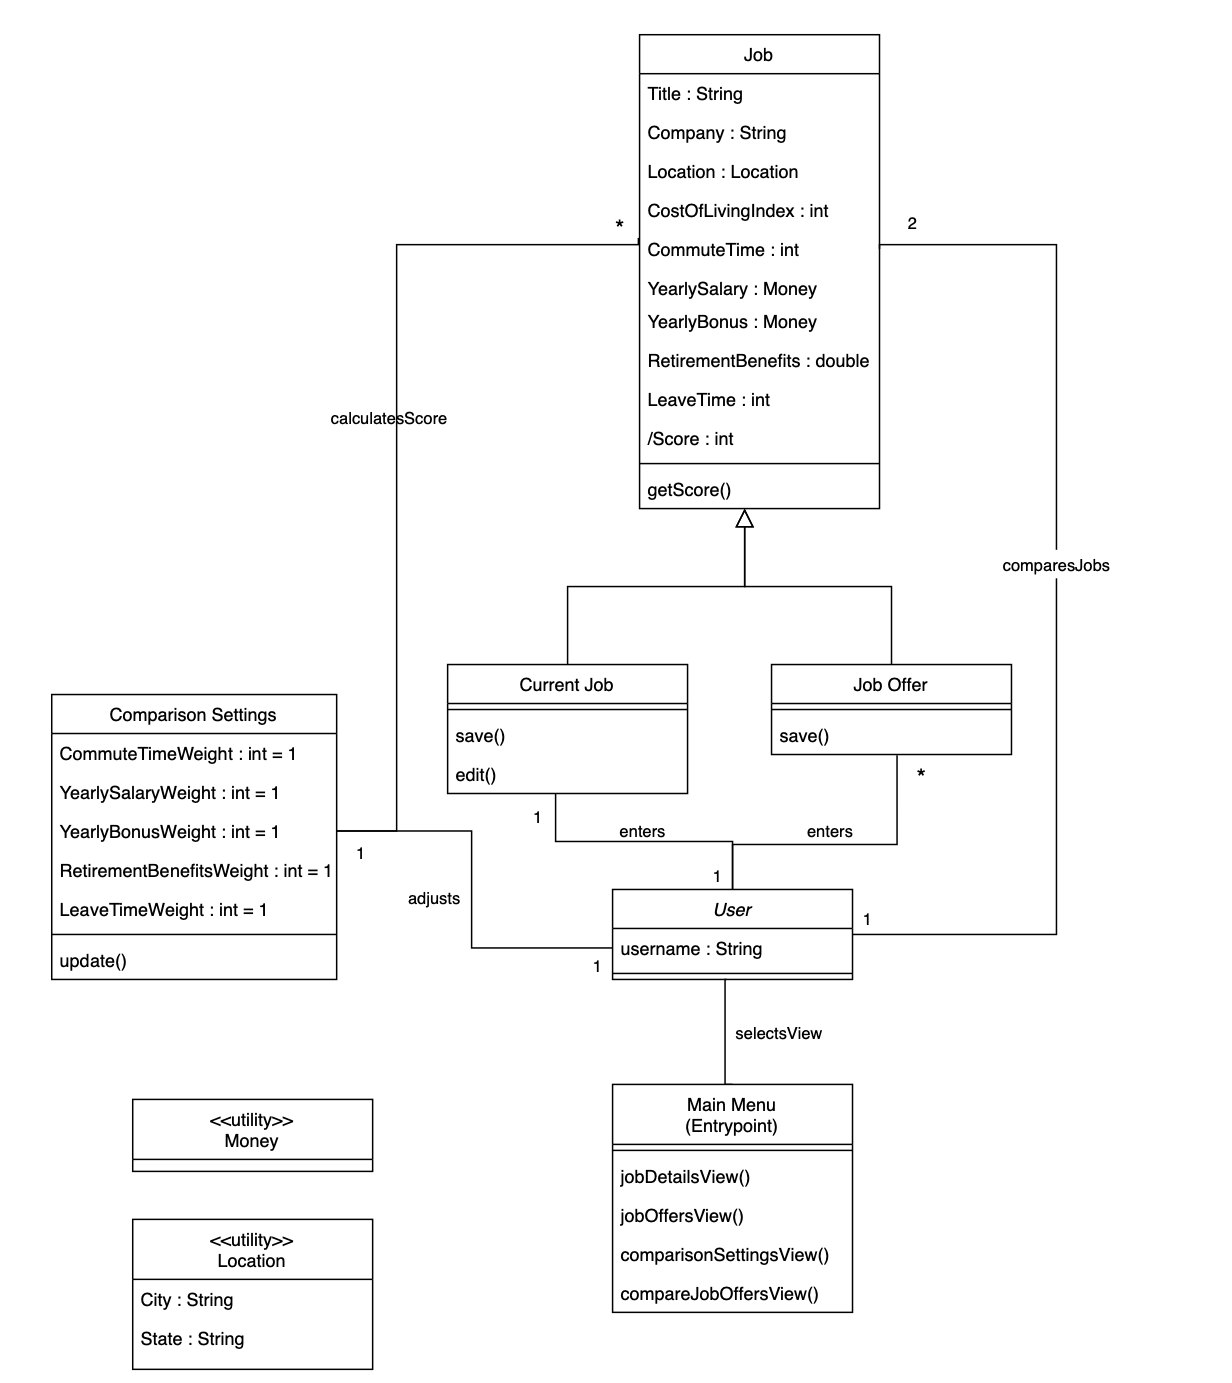 Job
Title : String
Company : String
Location : Location
CostOfLivingIndex : int
CommuteTime : int
YearlySalary : Money
YearlyBonus : Money
RetirementBenefits : double
LeaveTime : int
/Score : int
getScore()
*
2
calculatesScore
comparesJobs
Current Job
save()
edit()
Job Offer
save()
Comparison Settings
CommuteTimeWeight : int = 1
YearlySalaryWeight : int = 1
YearlyBonusWeight : int = 1
RetirementBenefitsWeight : int = 1
LeaveTimeWeight : int = 1
update()
1
*
enters
enters
1
1
adjusts
1
1
User
username : String
selectsView
Main Menu
(Entrypoint)
jobDetailsView()
jobOffersView()
comparisonSettingsView()
compareJobOffersView()
<<utility>>
Money
<<utility>>
Location
City : String
State : String